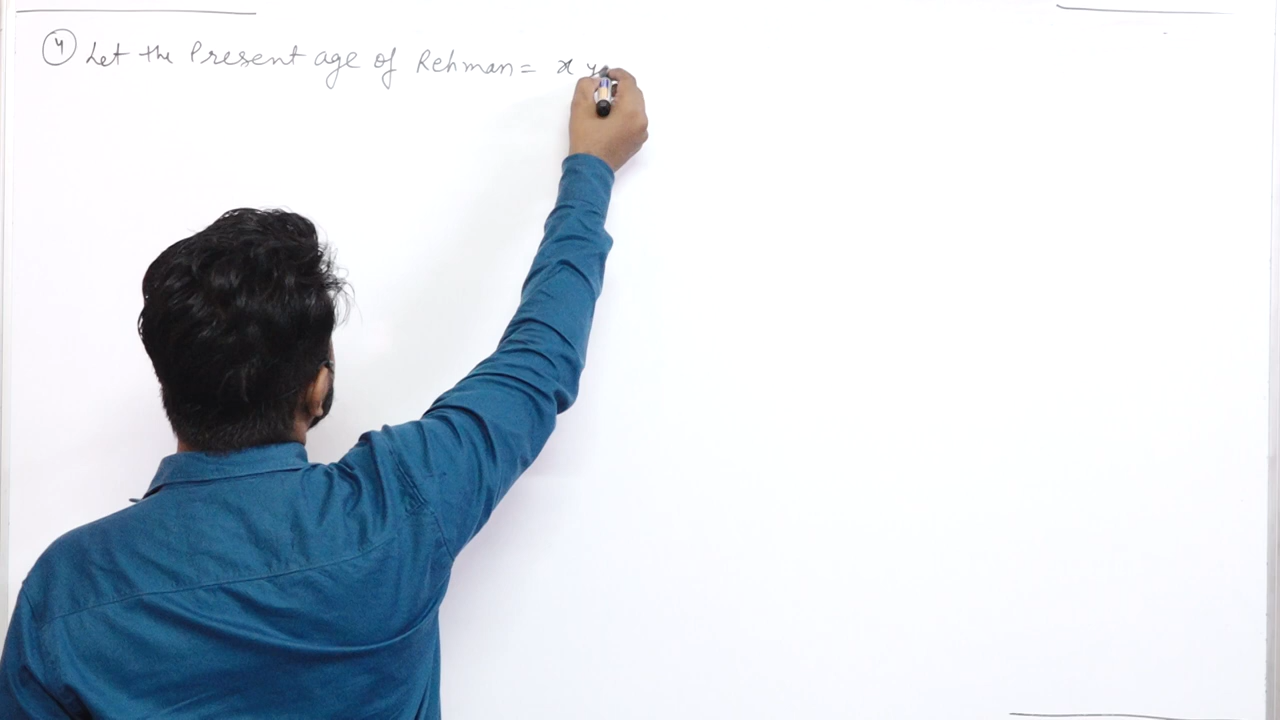 4 Let the Present age of Rehman = x y